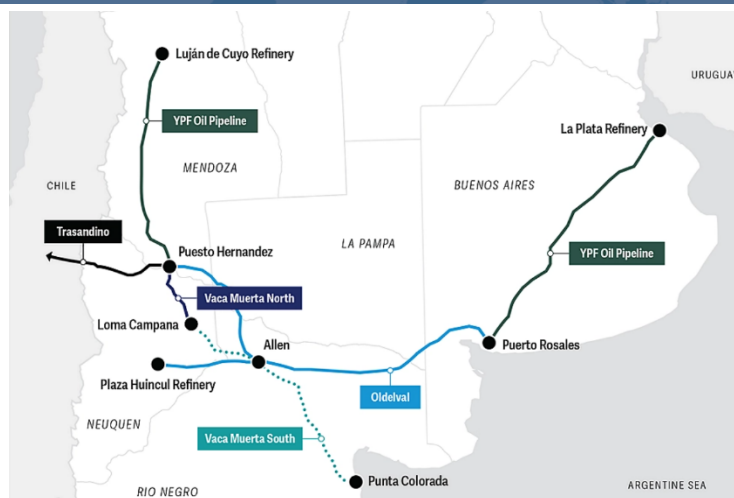 Luján de Cuyo Refinery
URUGUA
YPF Oil Pipeline
La Plata Refinery
MENDOZA
CHILE
BUENOS AIRES
Trasandino
LA PAMPA
Puesto Hernandez
YPF Oil Pipeline
Vaca Muerta North
Loma Campana
Allen
Puerto Rosales
Plaza Huincul Refinery
Oldelval
NEUQUEN
Vaca Muerta South
Punta Colorada
RIO NEGRO
ARGENTINE SEA